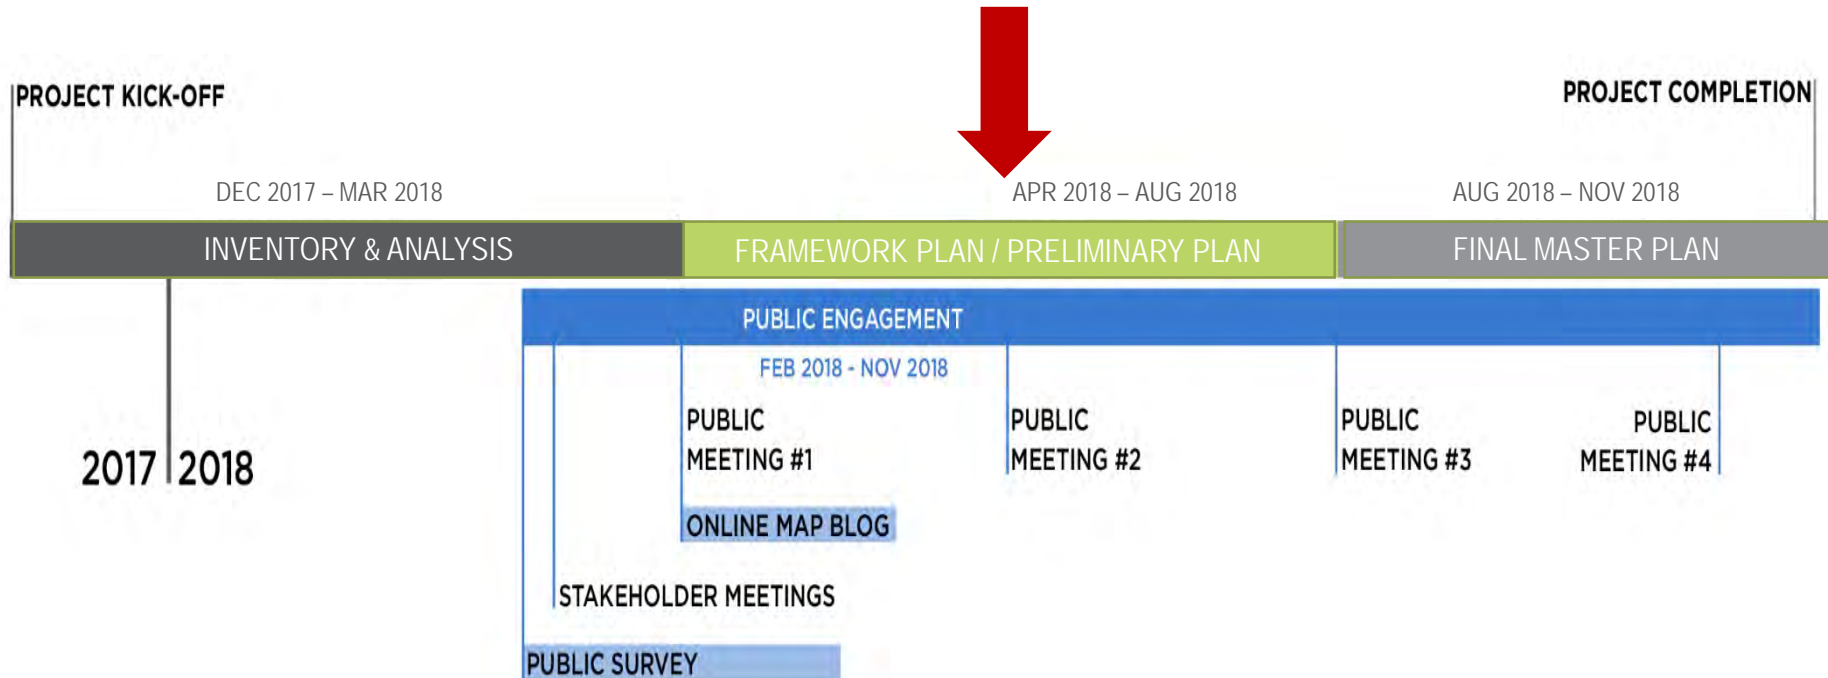 PROJECT KICK-OFF
PROJECT COMPLETION
DEC 2017 – MAR 2018
APR 2018 – AUG 2018
AUG 2018 – NOV 2018
INVENTORY & ANALYSIS
FRAMEWORK PLAN / PRELIMINARY PLAN
FINAL MASTER PLAN
PUBLIC ENGAGEMENT
FEB 2018 - NOV 2018
2017
2018
PUBLIC
MEETING #1
PUBLIC
MEETING #2
PUBLIC
MEETING #3
PUBLIC
MEETING #4
ONLINE MAP BLOG
STAKEHOLDER MEETINGS
PUBLIC SURVEY